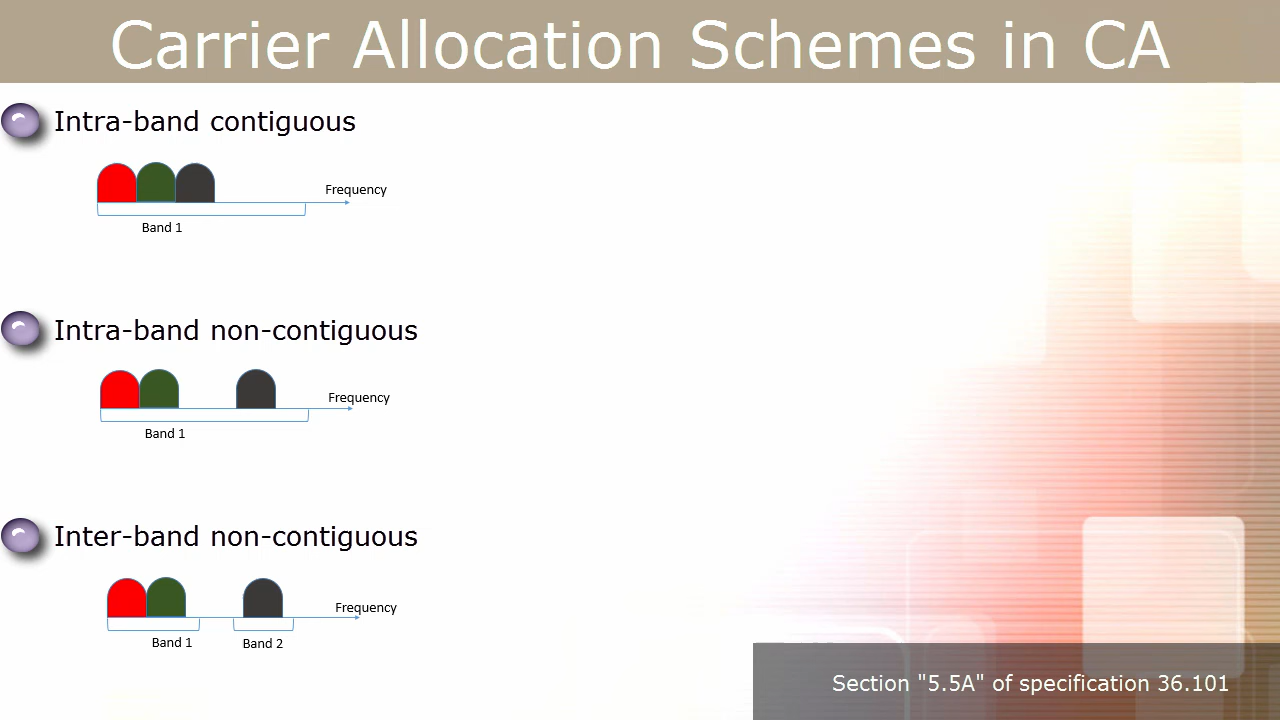 Carrier Allocation Schemes in CA
Intra-band contiguous
Frequency
Band 1
Intra-band non-contiguous
Frequency
Band 1
Inter-band non-contiguous
Frequency
Band 1
Band 2
Section "5.5A" of specification 36.101